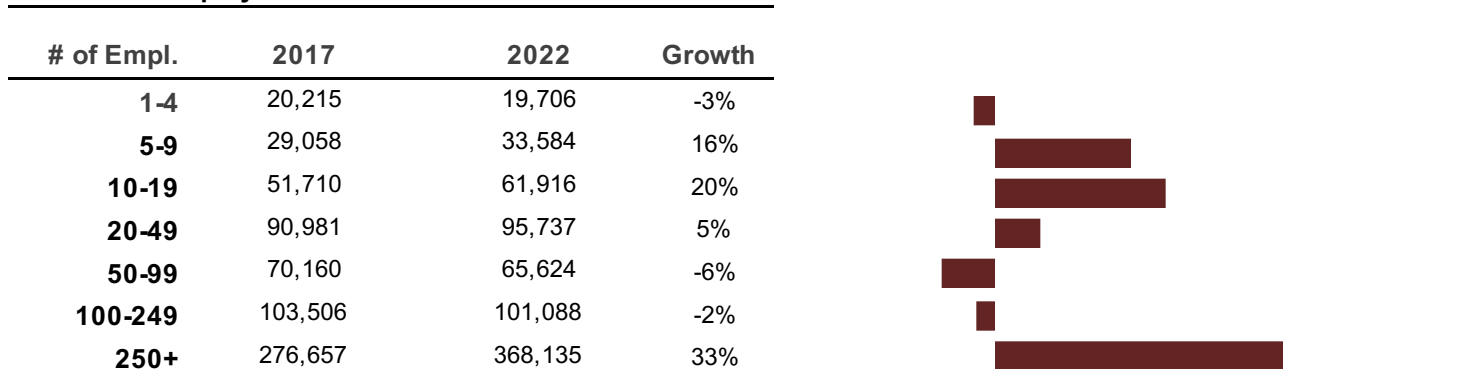 # of Empl. 2017 2022 Growth
1-4 20,215 19,706 -3%
5-9 29,058 33,584 16%
10-19 51,710 61,916 20%
20-49 90,981 95,737 5%
50-99 70,160 65,624 -6%
100-249 103,506 101,088 -2%
250+ 276,657 368,135 33%